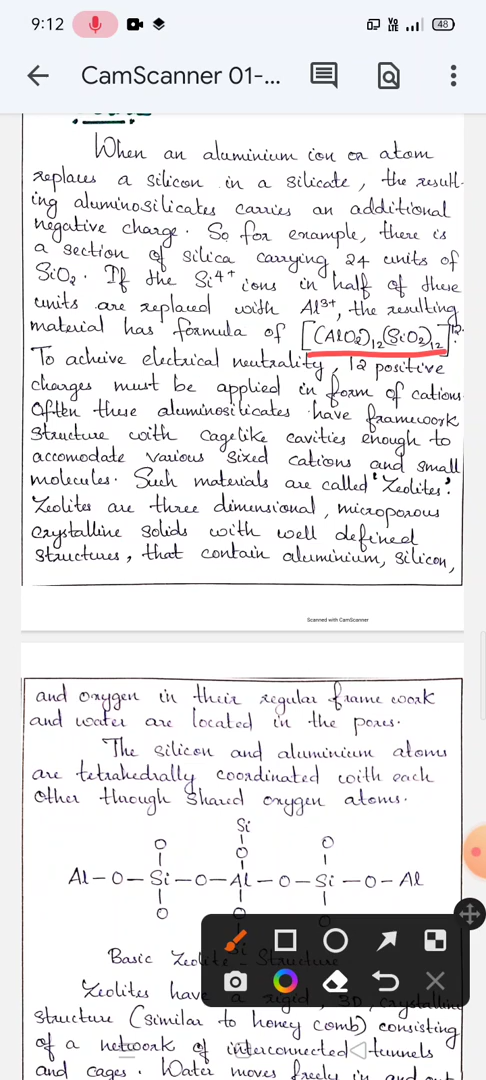 9:12
Vo
LTE
48
CamScanner 01-...
When an aluminium ion or atom
replaces a silicon in a silicate, the result-
ing aluminosilicates carries an additional
negative charge. So for example, there is
a section of silica carrying 24 units of
SiO2. If the Si4+ ions in half of these
units are replaced with Al3+, the resulting
material has formula of [(AlO2)12(SiO2)12]12-.
To acheive electrical neutrality, 12 positive
charges must be applied in form of cations.
Often these aluminosilicates have framework
structure with cagelike cavities enough to
accomodate various sized cations and small
molecules. Such materials are called 'Zeolites'.
Zeolites are three dimensional, microporous
crystalline solids with well defined
structures, that contain aluminium, silicon,
Scanned with CamScanner
and oxygen in their regular frame work
and water are located in the pores.
The silicon and aluminium atoms
are tetrahedrally coordinated with each
other through shared oxygen atoms.
Si
O O O
Al-O-Si-O-Al-O-Si-O-Al
O O
Si
Basic Zeolite Structure
Zeolites have a rigid, 3D, crystalline
structure (similar to honey comb) consisting
of a network of interconnected tunnels
and cages. Water moves freely in and out